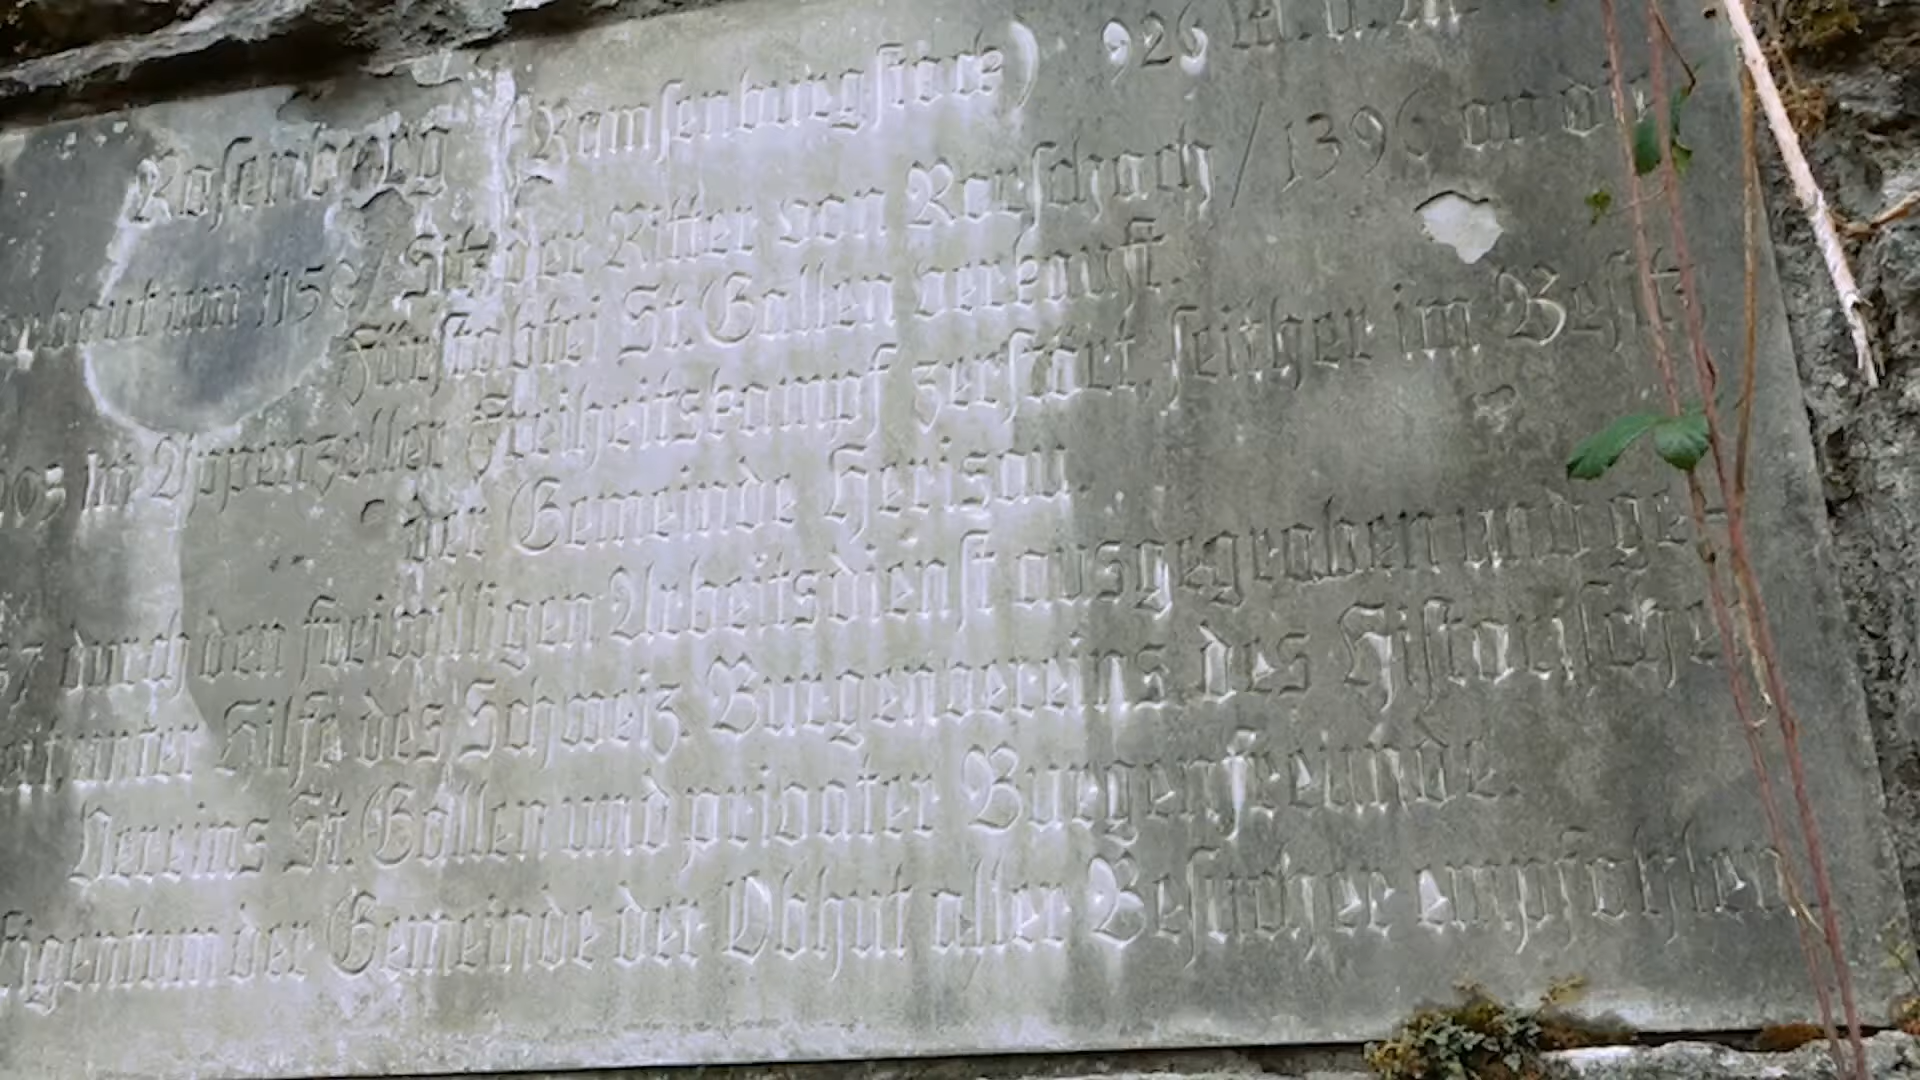 Rosenberg (Ramsenburgstock) 926 M.ü.M.
erbaut um 1150/ Sitz der Ritter von Rorschach / 1396 an die
Fürstabtei St. Gallen verkauft.
im Appenzeller Freiheitskampf zerstört, seither im Besitz
der Gemeinde Herisau.
durch den freiwilligen Arbeitsdienst ausgegraben und ge-
unter Hilfe des Schweiz. Burgenvereins des Historischen
Vereins St. Gallen und privater Burgenfreunde.
Eigentum der Gemeinde der Obhut aller Besucher empfohlen